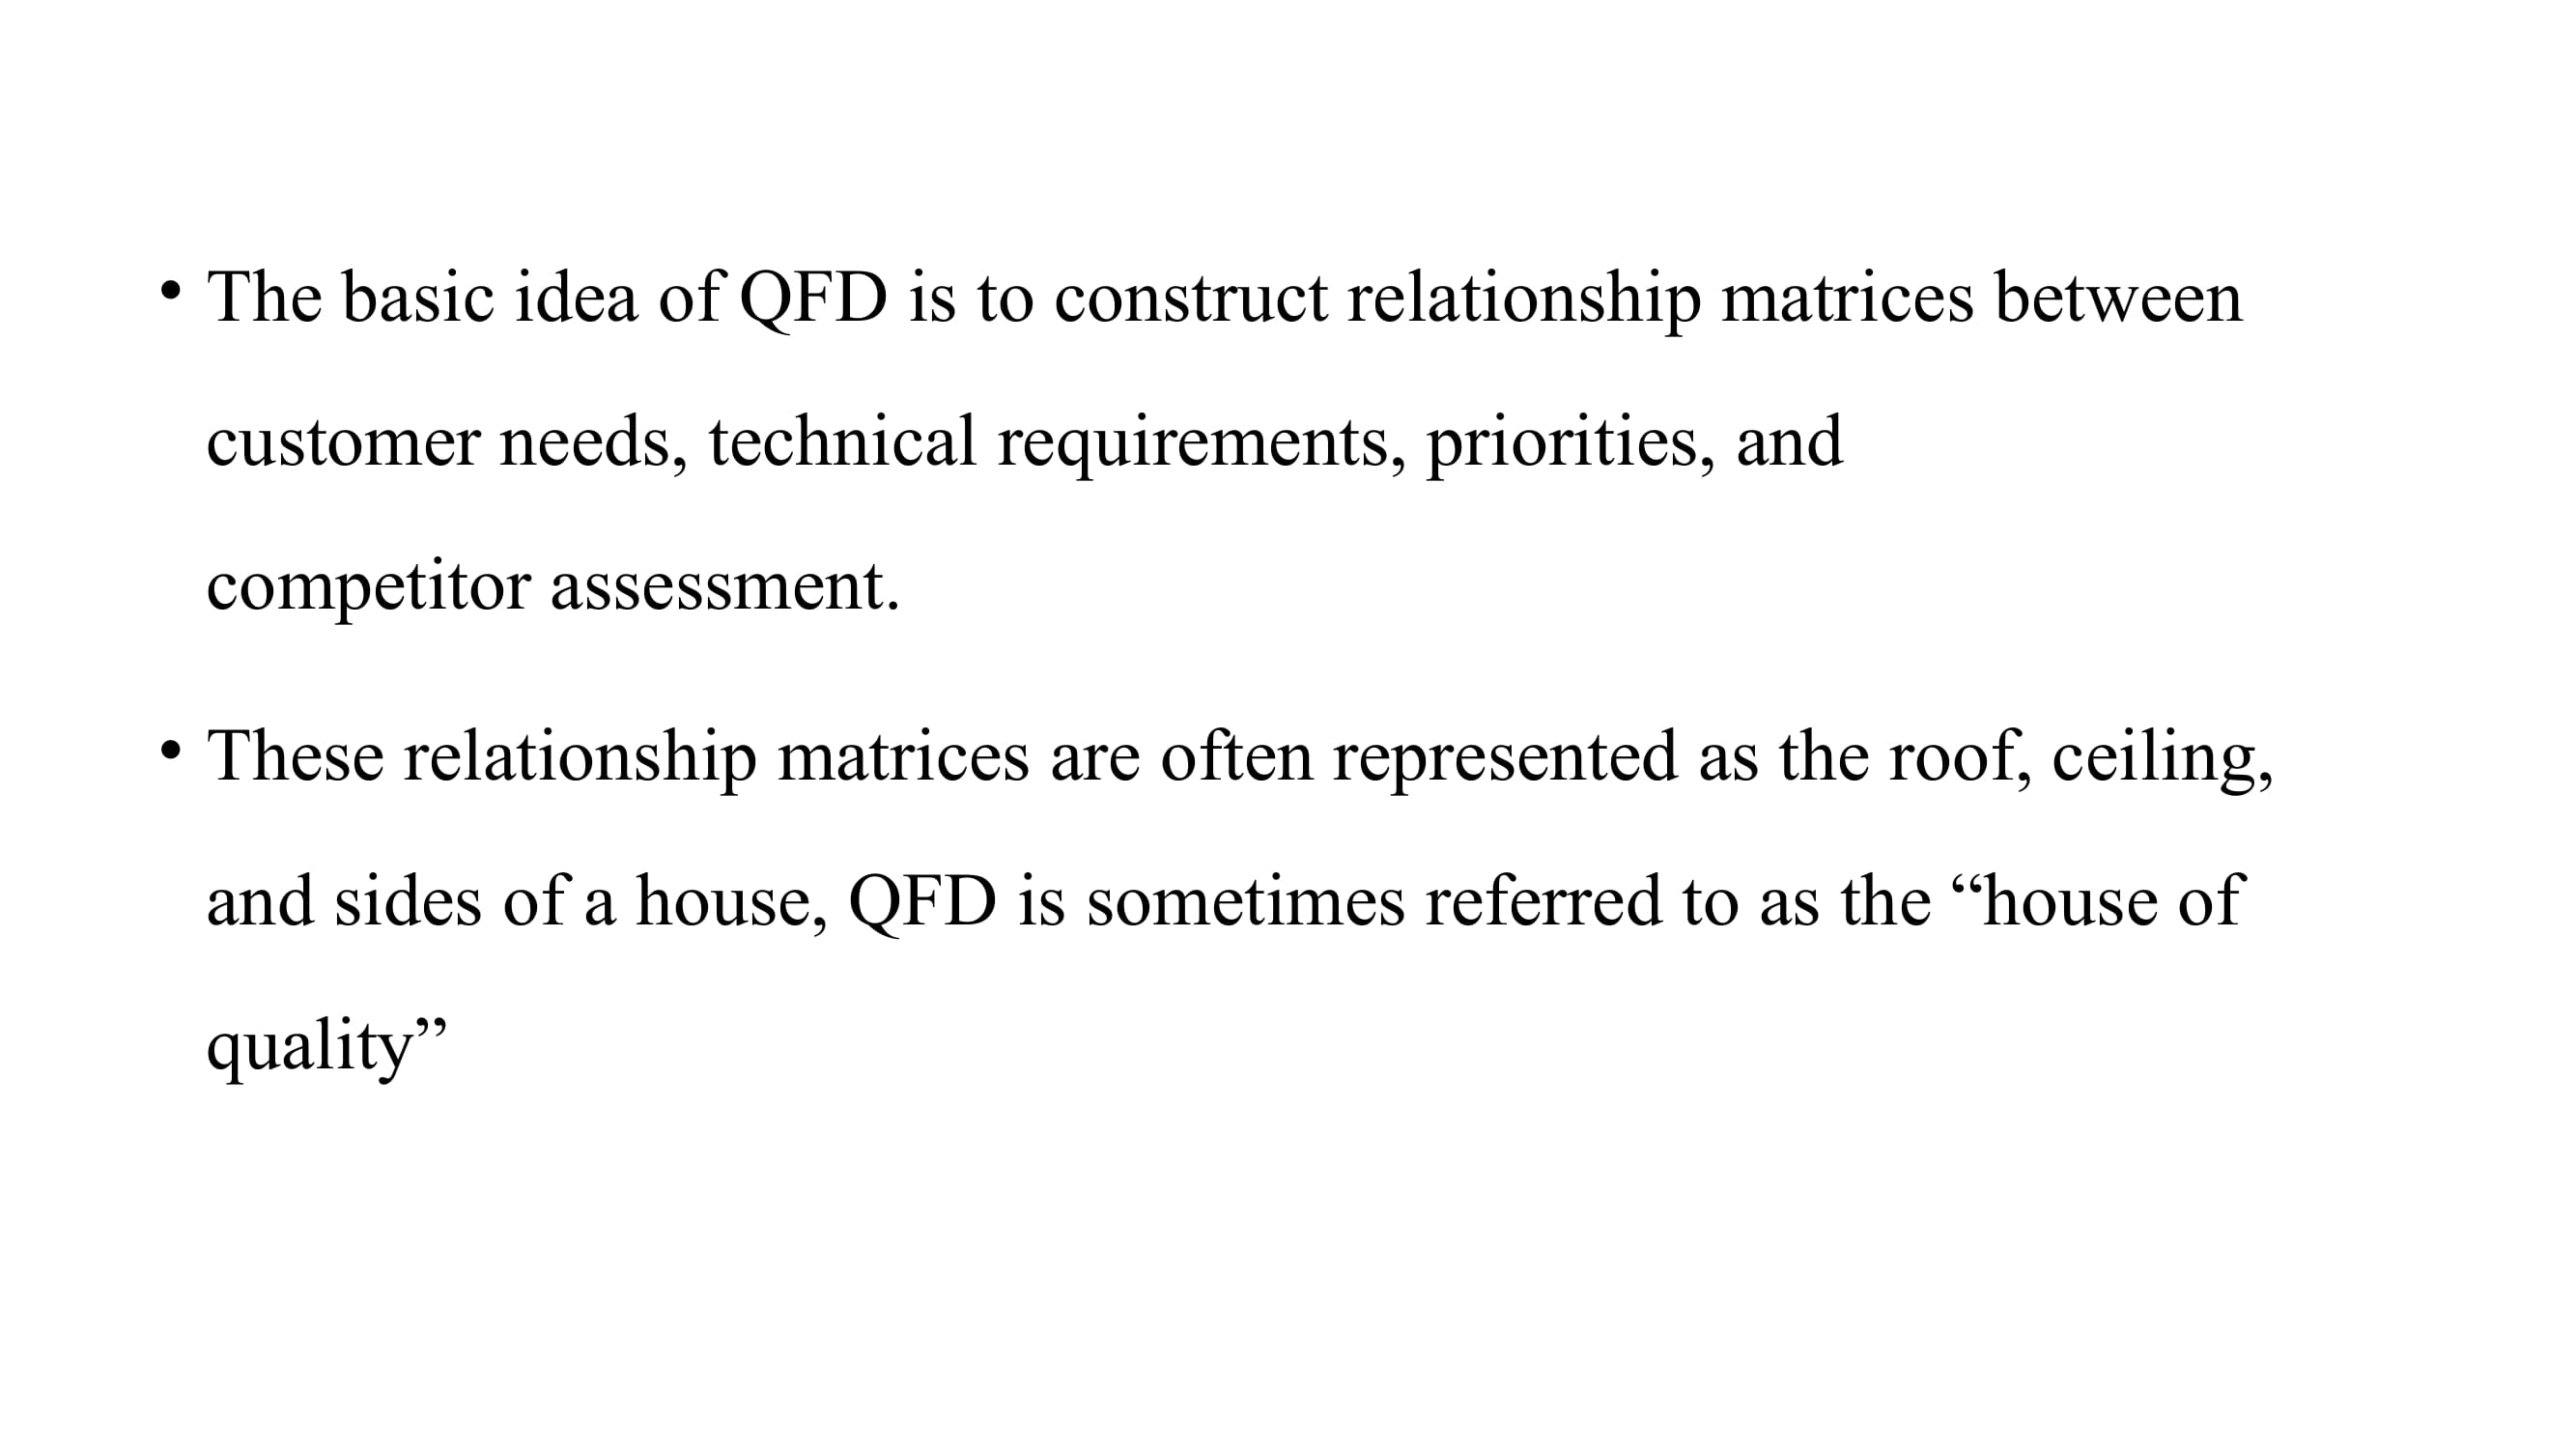 • The basic idea of QFD is to construct relationship matrices between
customer needs, technical requirements, priorities, and
competitor assessment.
• These relationship matrices are often represented as the roof, ceiling,
and sides of a house, QFD is sometimes referred to as the “house of
quality”